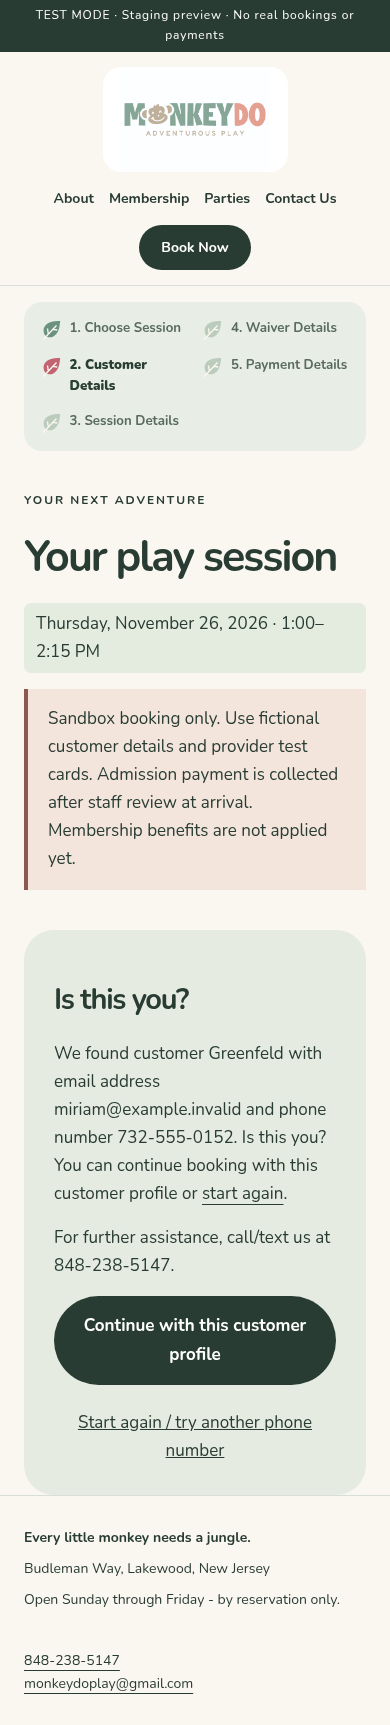 TEST MODE · Staging preview · No real bookings or
payments
MONKEYDO
ADVENTUROUS PLAY
About Membership Parties Contact Us
Book Now
1. Choose Session
4. Waiver Details
2. Customer
Details
5. Payment Details
3. Session Details
YOUR NEXT ADVENTURE
Your play session
Thursday, November 26, 2026 · 1:00–
2:15 PM
Sandbox booking only. Use fictional
customer details and provider test
cards. Admission payment is collected
after staff review at arrival.
Membership benefits are not applied
yet.
Is this you?
We found customer Greenfeld with
email address
miriam@example.invalid and phone
number 732-555-0152. Is this you?
You can continue booking with this
customer profile or start again.
For further assistance, call/text us at
848-238-5147.
Continue with this customer
profile
Start again / try another phone
number
Every little monkey needs a jungle.
Budleman Way, Lakewood, New Jersey
Open Sunday through Friday - by reservation only.
848-238-5147
monkeydoplay@gmail.com